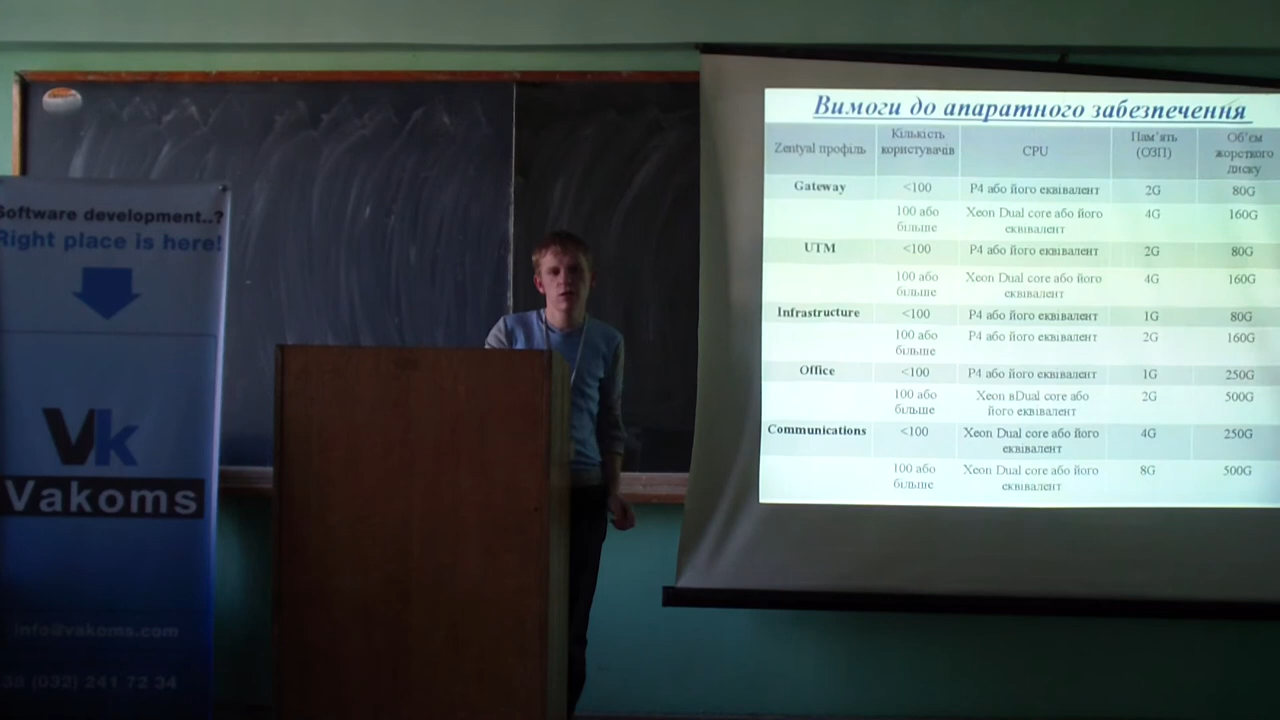 Software development..?
Right place is here!
Vk
Vakoms
info@vakoms.com
38 (032) 241 72 34
Вимоги до апаратного забезпечення
Zentyal профіль Кількість користувачів CPU Пам'ять (ОЗП) Об'єм жорсткого диску
Gateway <100 P4 або його еквівалент 2G 80G
100 або більше Xeon Dual core або його еквівалент 4G 160G
UTM <100 P4 або його еквівалент 2G 80G
100 або більше Xeon Dual core або його еквівалент 4G 160G
Infrastructure <100 P4 або його еквівалент 1G 80G
100 або більше P4 або його еквівалент 2G 160G
Office <100 P4 або його еквівалент 1G 250G
100 або більше Xeon вDual core або його еквівалент 2G 500G
Communications <100 Xeon Dual core або його еквівалент 4G 250G
100 або більше Xeon Dual core або його еквівалент 8G 500G